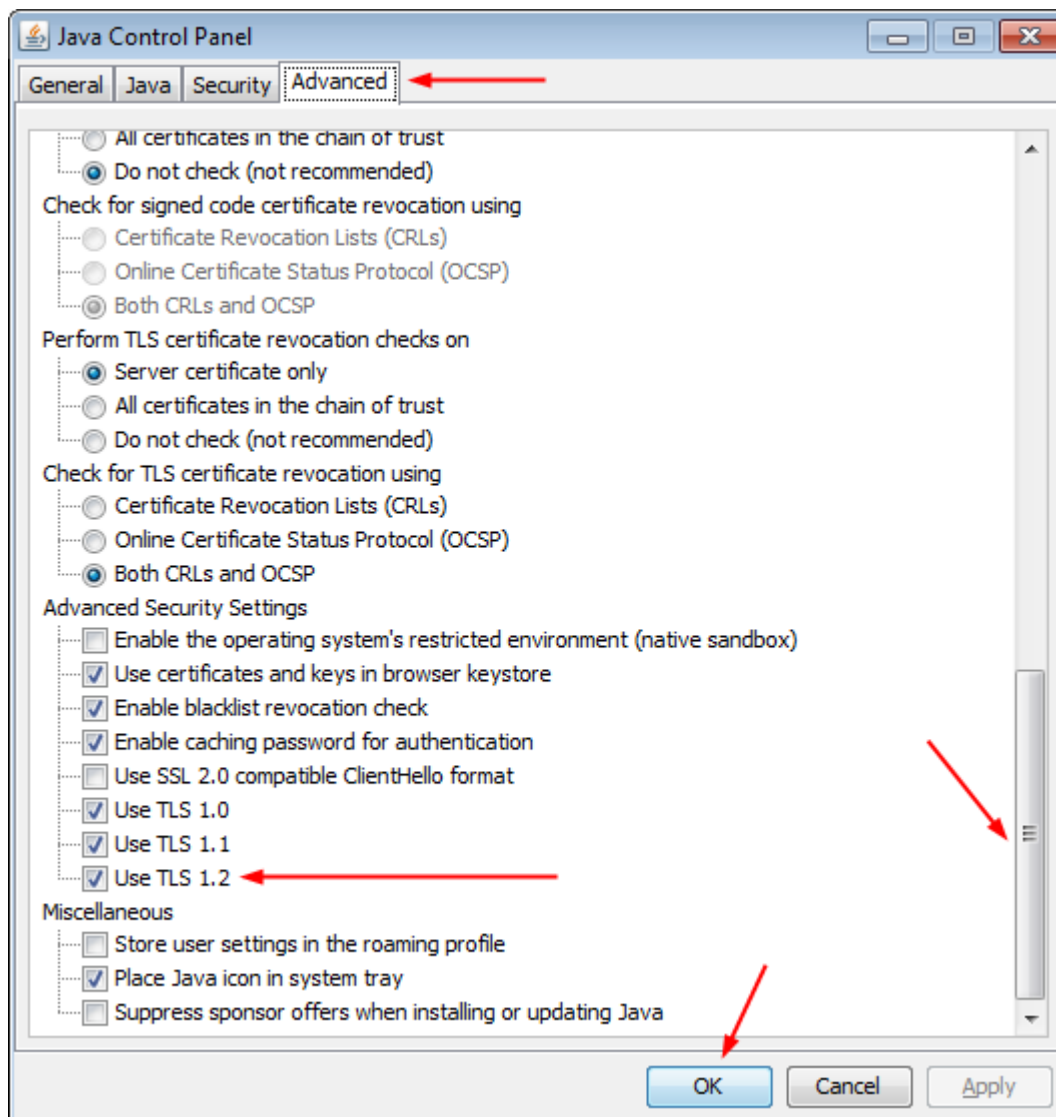 Java Control Panel
General Java Security Advanced
All certificates in the chain of trust
Do not check (not recommended)
Check for signed code certificate revocation using
Certificate Revocation Lists (CRLs)
Online Certificate Status Protocol (OCSP)
Both CRLs and OCSP
Perform TLS certificate revocation checks on
Server certificate only
All certificates in the chain of trust
Do not check (not recommended)
Check for TLS certificate revocation using
Certificate Revocation Lists (CRLs)
Online Certificate Status Protocol (OCSP)
Both CRLs and OCSP
Advanced Security Settings
Enable the operating system's restricted environment (native sandbox)
Use certificates and keys in browser keystore
Enable blacklist revocation check
Enable caching password for authentication
Use SSL 2.0 compatible ClientHello format
Use TLS 1.0
Use TLS 1.1
Use TLS 1.2
Miscellaneous
Store user settings in the roaming profile
Place Java icon in system tray
Suppress sponsor offers when installing or updating Java
OK Cancel Apply